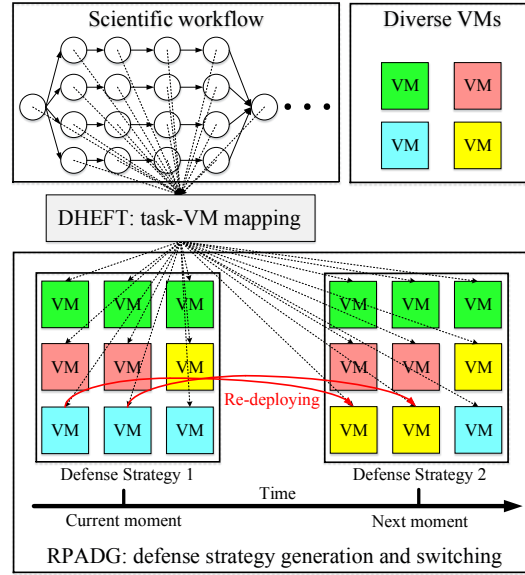 Scientific workflow
Diverse VMs
VM VM
VM VM
DHEFT: task-VM mapping
VM VM VM VM VM VM
VM VM VM VM VM VM
Re-deploying
VM VM VM VM VM VM
Defense Strategy 1 Defense Strategy 2
Time
Current moment Next moment
RPADG: defense strategy generation and switching